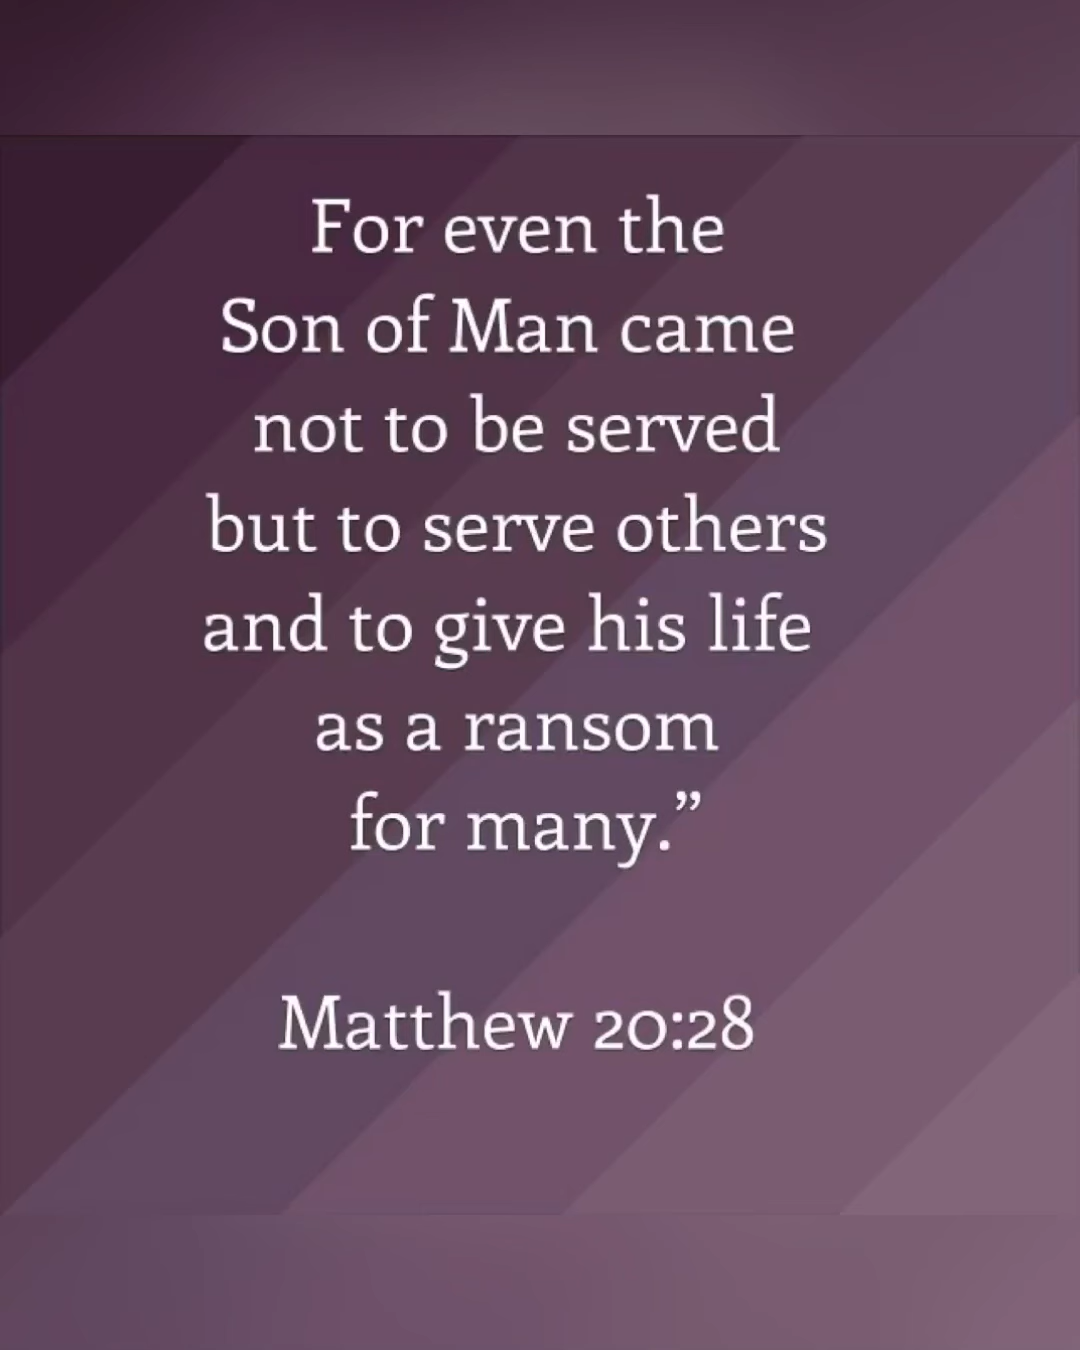 For even the
Son of Man came
not to be served
but to serve others
and to give his life
as a ransom
for many.”
Matthew 20:28